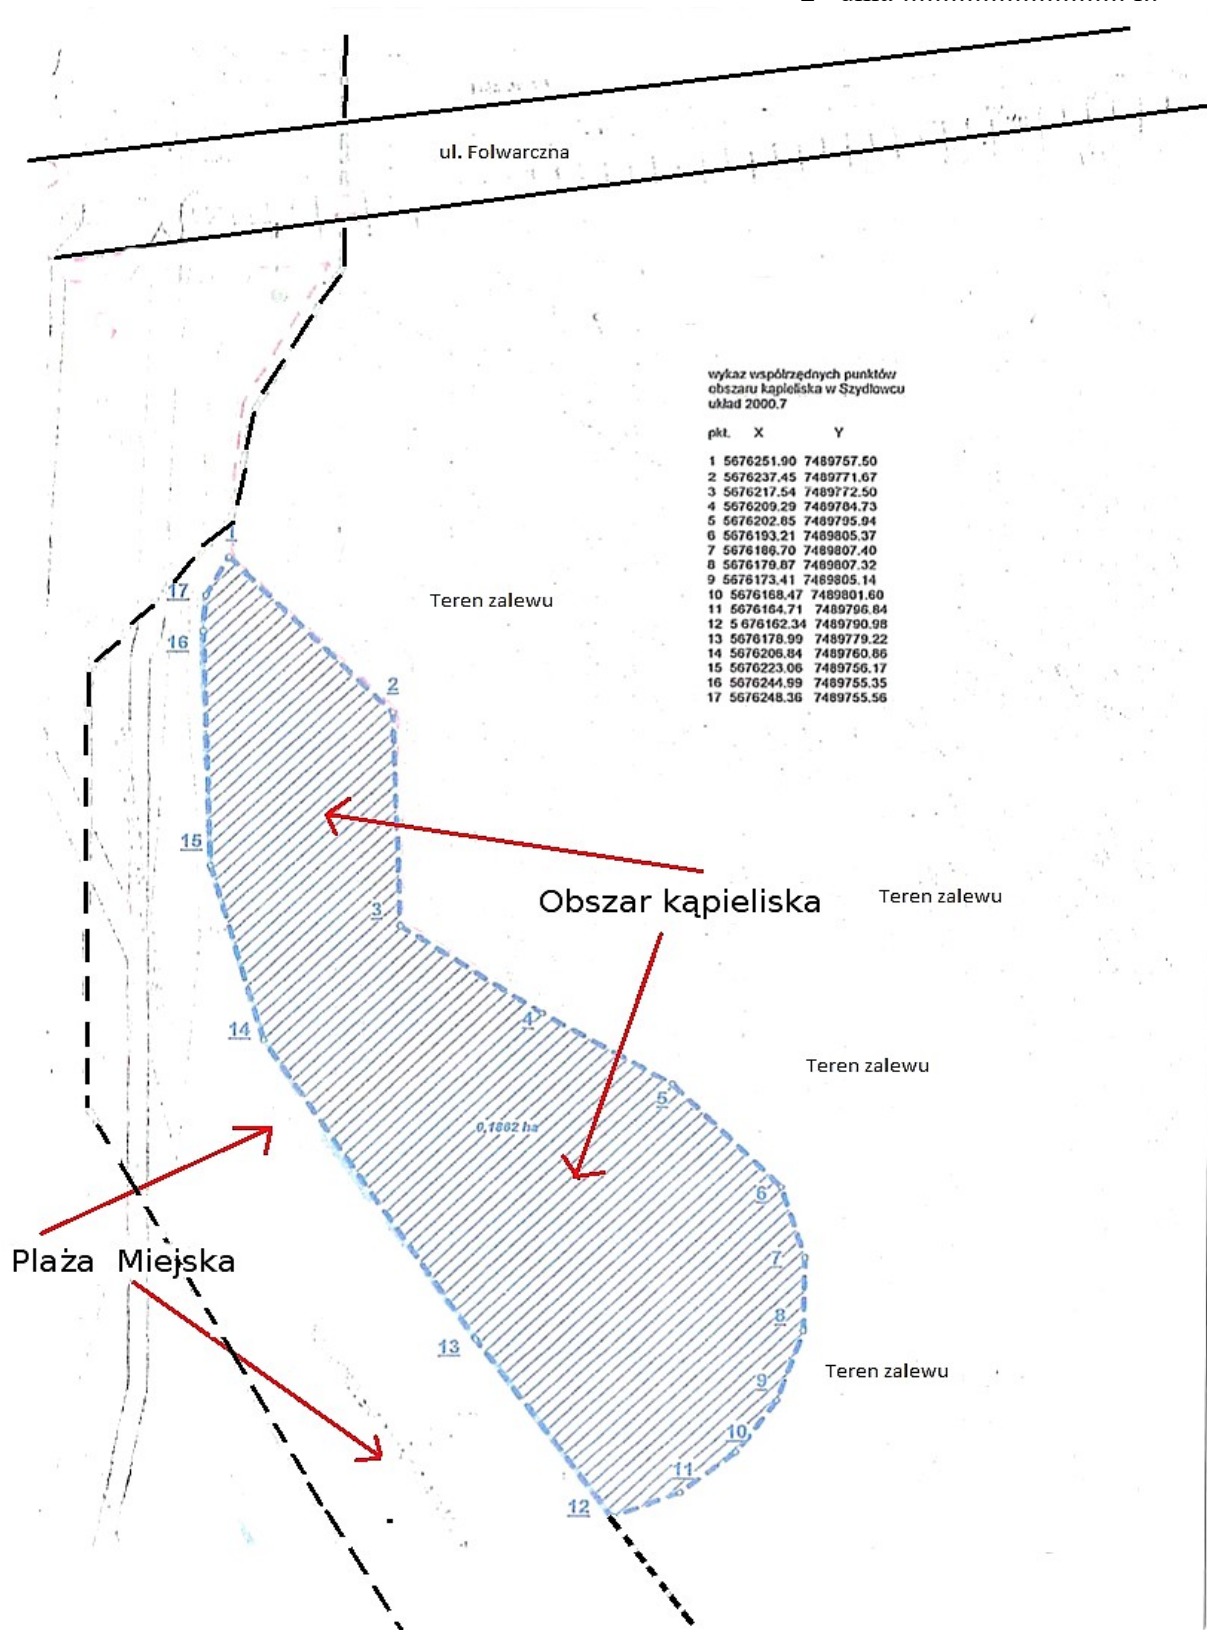 ul. Folwarczna
wykaz współrzędnych punktów
obszaru kąpieliska w Szydłowcu
układ 2000.7
pkt. X Y
1 5676251.90 7489757.50
2 5676237.45 7489771.67
3 5676217.54 7489772.50
4 5676209.29 7489784.73
5 5676202.85 7489795.94
6 5676193.21 7489805.37
7 5676186.70 7489807.40
8 5676179.87 7489807.32
9 5676173.41 7489805.14
10 5676168.47 7489801.60
11 5676164.71 7489796.84
12 5 676162.34 7489790.98
13 5676178.99 7489779.22
14 5676206.84 7489760.86
15 5676223.06 7489756.17
16 5676244.99 7489755.35
17 5676248.36 7489755.56
1
17
Teren zalewu
16
2
15
Obszar kąpieliska
Teren zalewu
3
4
14
Teren zalewu
5
0,1862 ha
6
Plaża Miejska
7
8
13
Teren zalewu
9
10
11
12